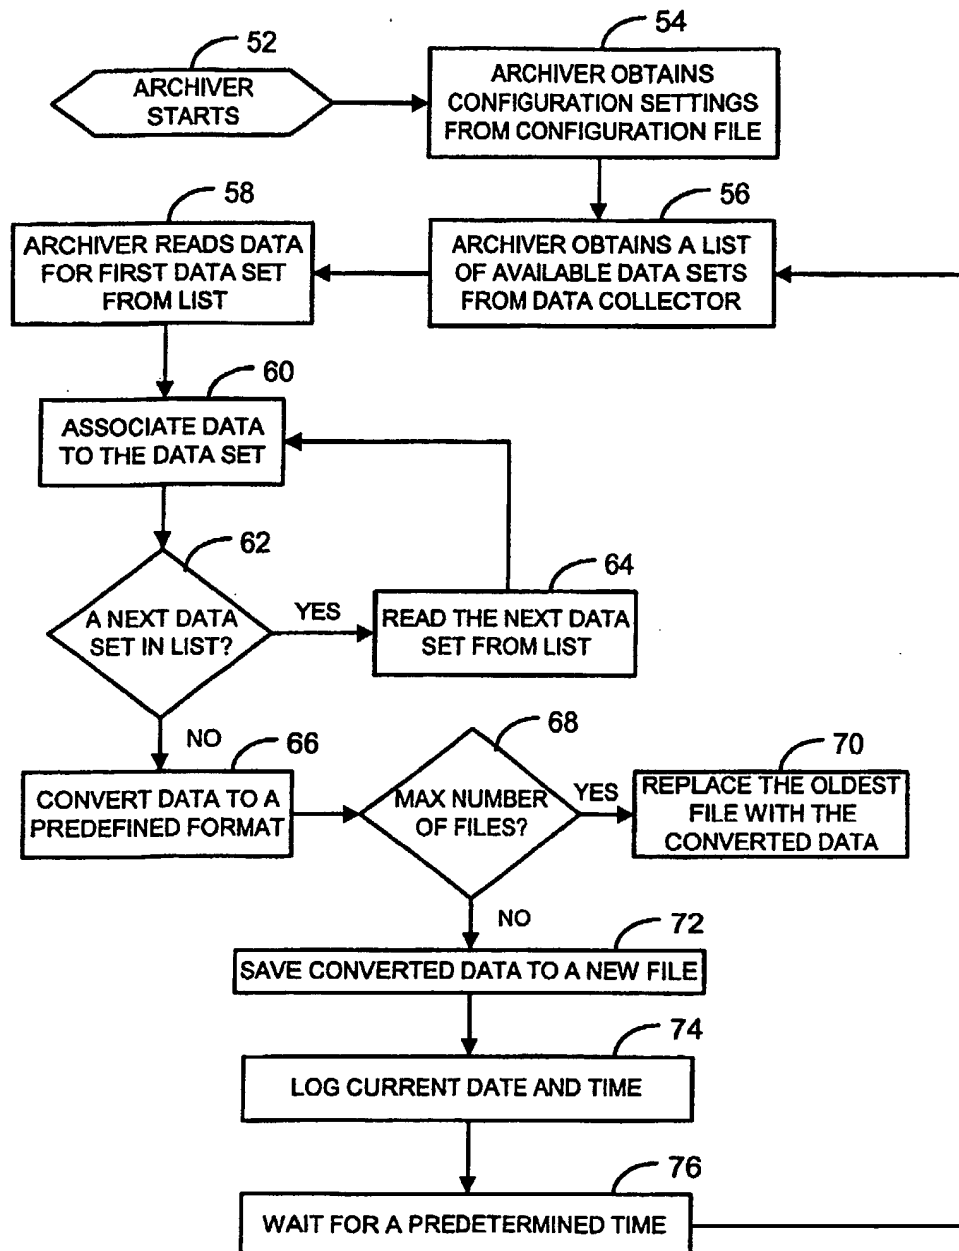 52
ARCHIVER
STARTS
54
ARCHIVER OBTAINS
CONFIGURATION SETTINGS
FROM CONFIGURATION FILE
56
ARCHIVER OBTAINS A LIST
OF AVAILABLE DATA SETS
FROM DATA COLLECTOR
58
ARCHIVER READS DATA
FOR FIRST DATA SET
FROM LIST
60
ASSOCIATE DATA
TO THE DATA SET
62
A NEXT DATA
SET IN LIST?
YES
64
READ THE NEXT DATA
SET FROM LIST
NO
66
CONVERT DATA TO A
PREDEFINED FORMAT
68
MAX NUMBER
OF FILES?
YES
70
REPLACE THE OLDEST
FILE WITH THE
CONVERTED DATA
NO
72
SAVE CONVERTED DATA TO A NEW FILE
74
LOG CURRENT DATE AND TIME
76
WAIT FOR A PREDETERMINED TIME